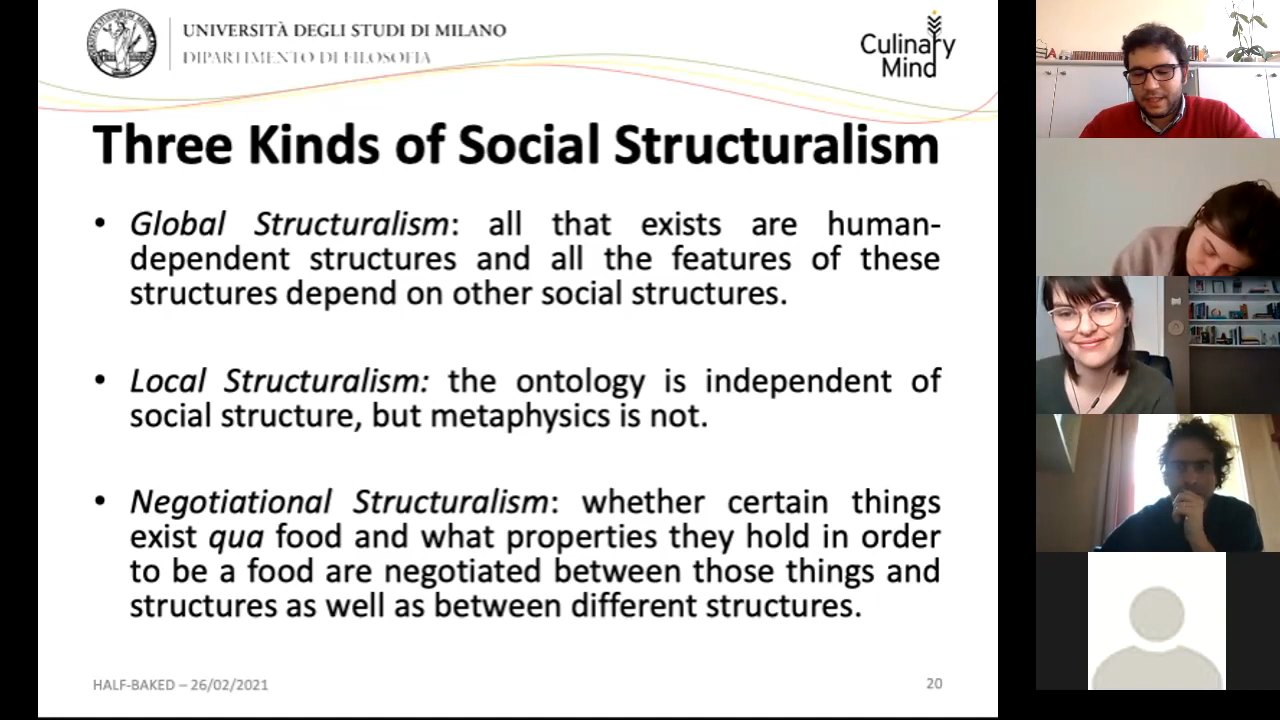 UNIVERSITÀ DEGLI STUDI DI MILANO
DIPARTIMENTO DI FILOSOFIA
Culinary
Mind
Three Kinds of Social Structuralism
• Global Structuralism: all that exists are human-
dependent structures and all the features of these
structures depend on other social structures.
• Local Structuralism: the ontology is independent of
social structure, but metaphysics is not.
• Negotiational Structuralism: whether certain things
exist qua food and what properties they hold in order
to be a food are negotiated between those things and
structures as well as between different structures.
HALF-BAKED – 26/02/2021
20